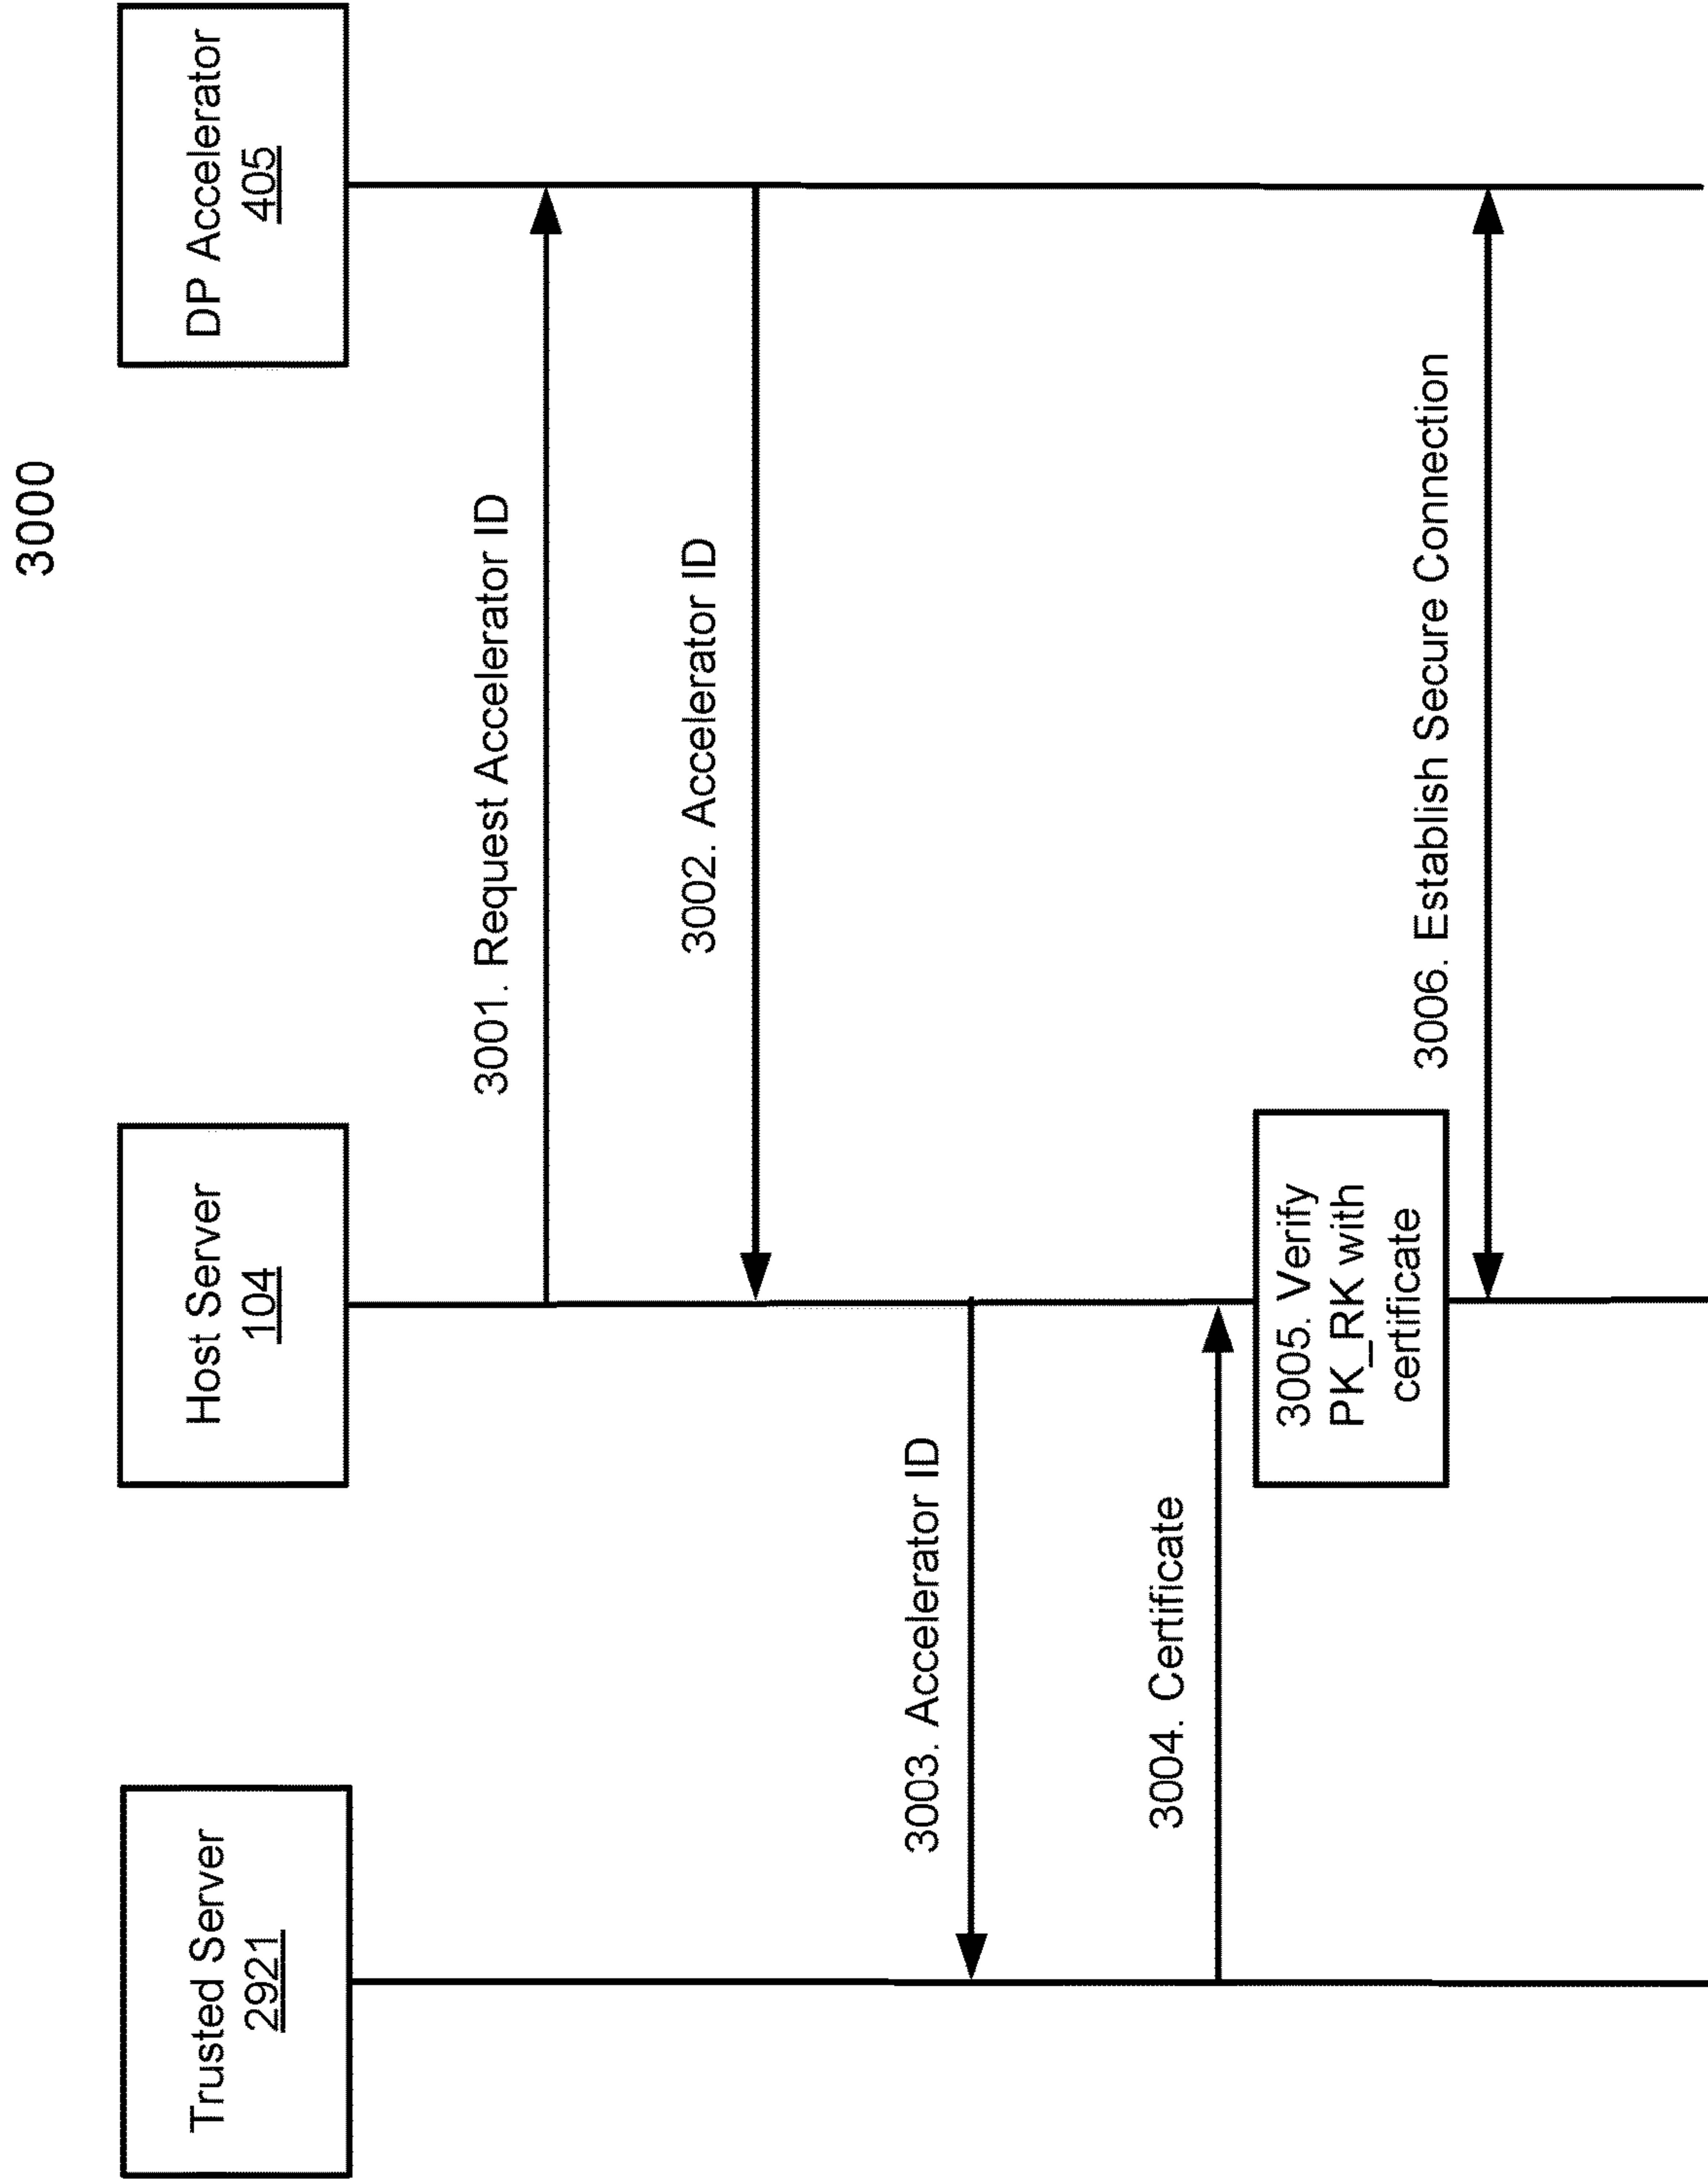 3000
Trusted Server
2921
Host Server
104
DP Accelerator
405
3001. Request Accelerator ID
3002. Accelerator ID
3003. Accelerator ID
3004. Certificate
3005. Verify
PK_RK with
certificate
3006. Establish Secure Connection